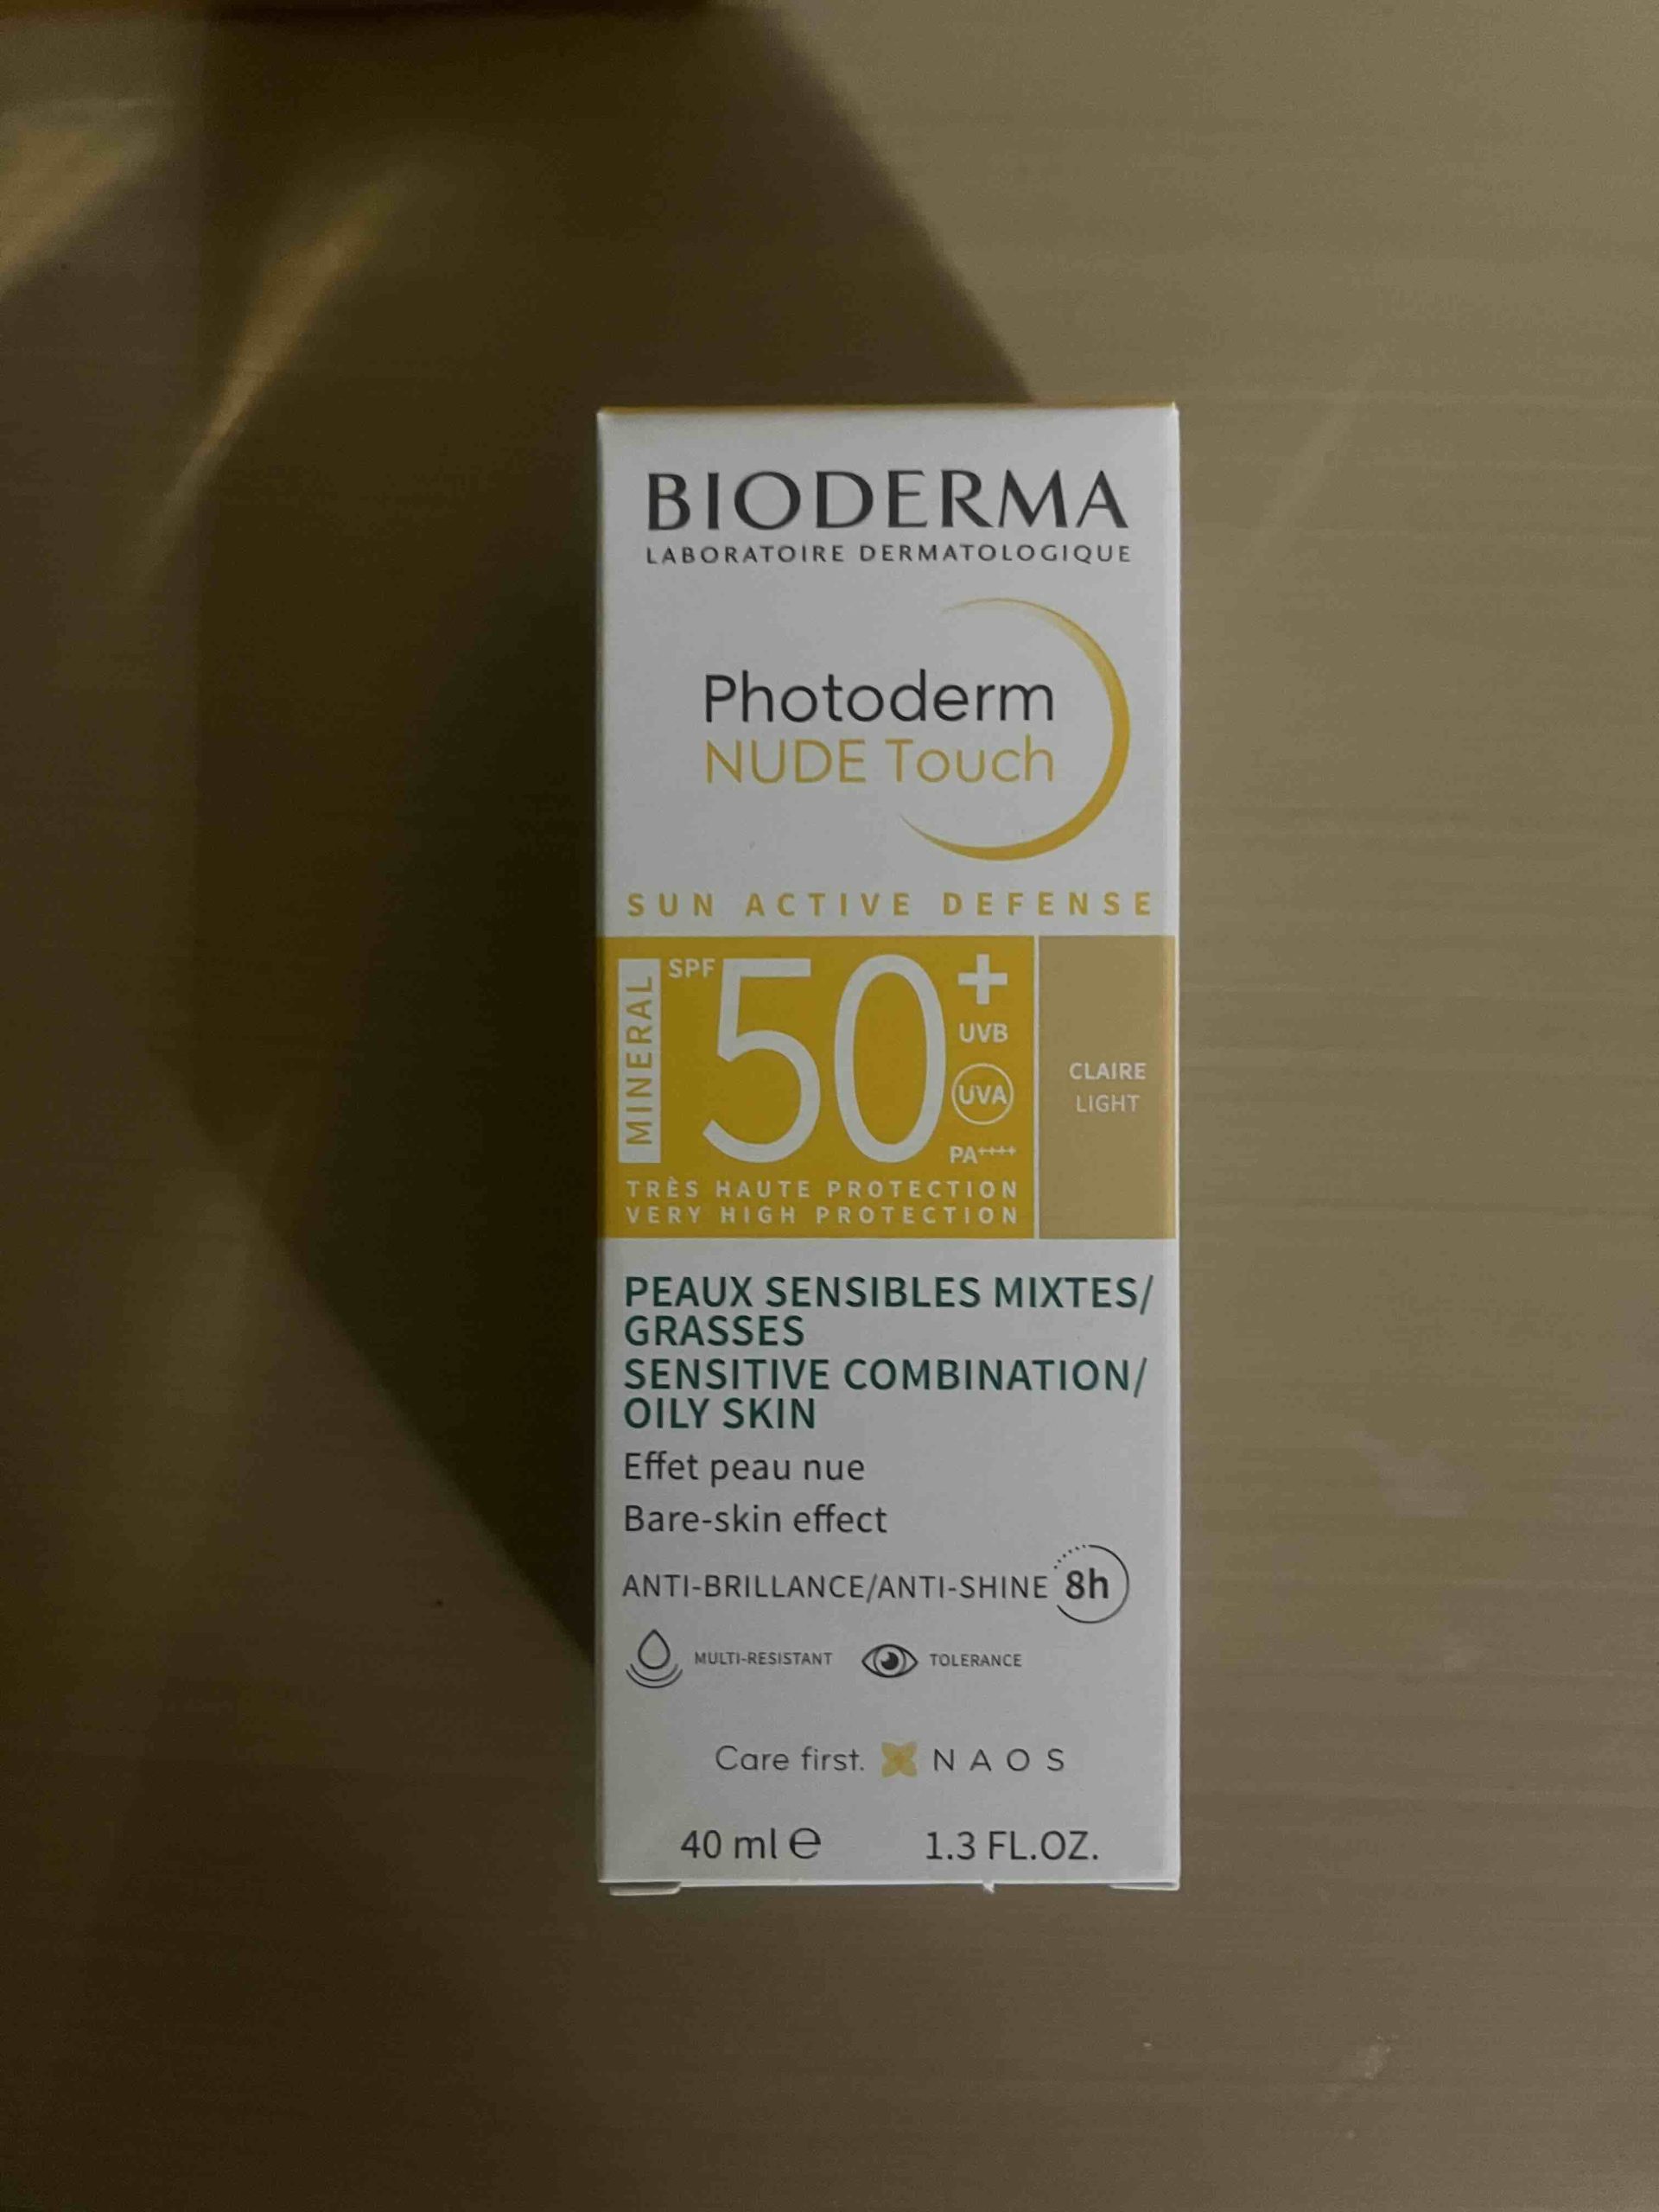 BIODERMA
LABORATOIRE DERMATOLOGIQUE
Photoderm
NUDE Touch
SUN ACTIVE DEFENSE
MINERAL
SPF 50+
UVB
UVA
PA++++
TRÈS HAUTE PROTECTION
VERY HIGH PROTECTION
CLAIRE
LIGHT
PEAUX SENSIBLES MIXTES/
GRASSES
SENSITIVE COMBINATION/
OILY SKIN
Effet peau nue
Bare-skin effect
ANTI-BRILLANCE/ANTI-SHINE 8h
MULTI-RESISTANT TOLERANCE
Care first. NAOS
40 ml ℮ 1.3 FL.OZ.